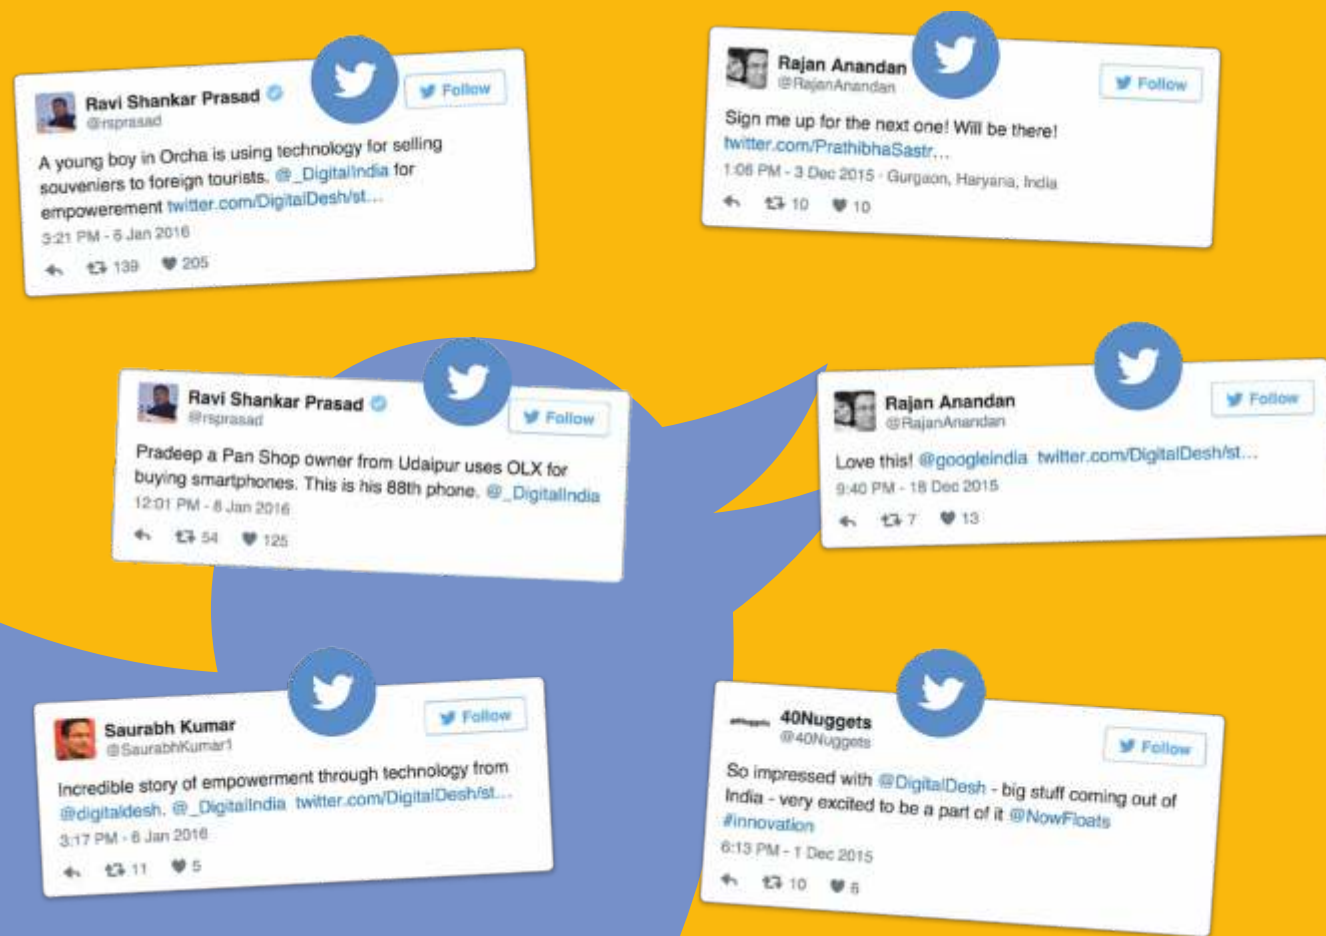 Ravi Shankar Prasad
@rsprasad
Follow
A young boy in Orcha is using technology for selling
souveniers to foreign tourists. @_DigitalIndia for
empowerement twitter.com/DigitalDesh/st...
3:21 PM - 6 Jan 2016
139 205
Rajan Anandan
@RajanAnandan
Follow
Sign me up for the next one! Will be there!
twitter.com/PrathibhaSastr...
1:06 PM - 3 Dec 2015 · Gurgaon, Haryana, India
10 10
Ravi Shankar Prasad
@rsprasad
Follow
Pradeep a Pan Shop owner from Udaipur uses OLX for
buying smartphones. This is his 88th phone. @_DigitalIndia
12:01 PM - 6 Jan 2016
54 125
Rajan Anandan
@RajanAnandan
Follow
Love this! @googleindia twitter.com/DigitalDesh/st...
9:40 PM - 18 Dec 2015
7 13
Saurabh Kumar
@SaurabhKumar1
Follow
Incredible story of empowerment through technology from
@digitaldesh. @_DigitalIndia twitter.com/DigitalDesh/st...
3:17 PM - 6 Jan 2016
11 5
40Nuggets
@40Nuggets
Follow
So impressed with @DigitalDesh - big stuff coming out of
India - very excited to be a part of it @NowFloats
#innovation
6:13 PM - 1 Dec 2015
10 6